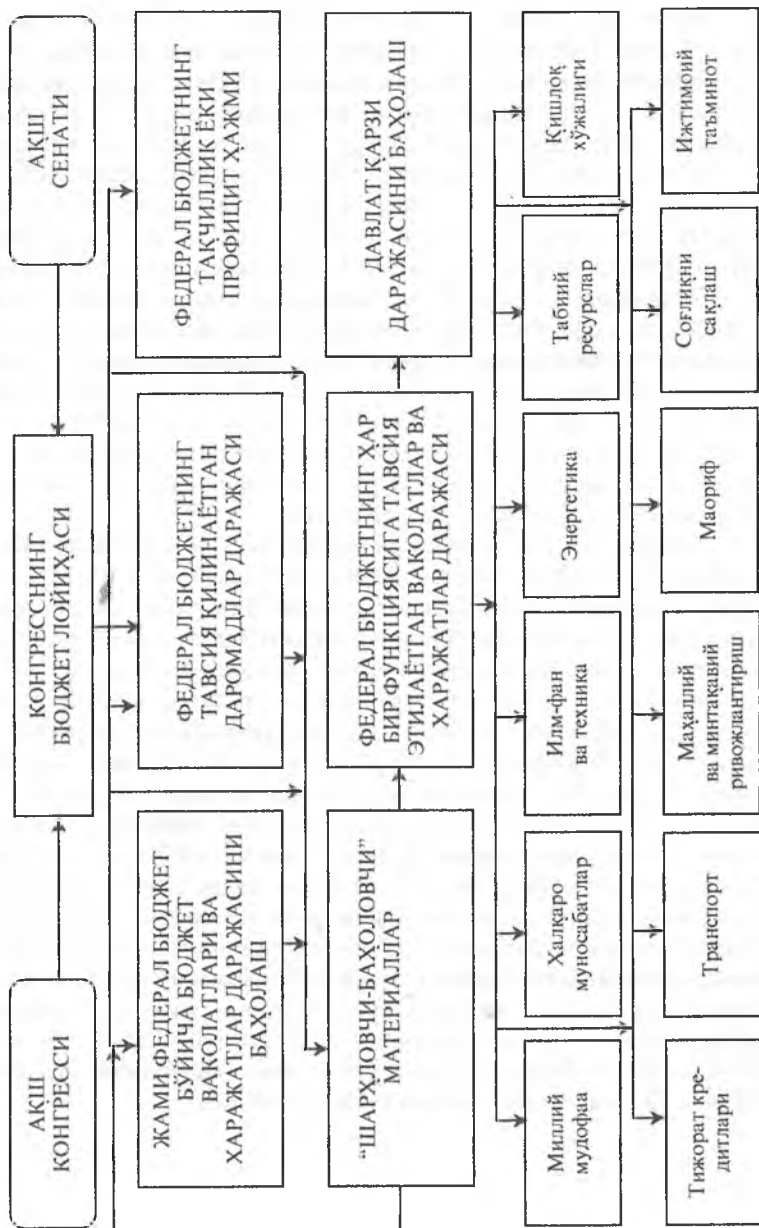 АҚШ
КОНГРЕССИ
КОНГРЕССНИНГ
БЮДЖЕТ ЛОЙИХАСИ
АҚШ
СЕНАТИ
ЖАМИ ФЕДЕРАЛ БЮДЖЕТ
БЎЙИЧА БЮДЖЕТ
ВАКОЛАТЛАРИ ВА
ХАРАЖАТЛАР ДАРАЖАСИНИ
БАҲОЛАШ
ФЕДЕРАЛ БЮДЖЕТНИНГ
ТАВСИЯ ҚИЛИНАЁТГАН
ДАРОМАДЛАР ДАРАЖАСИ
ФЕДЕРАЛ БЮДЖЕТНИНГ
ТАҚЧИЛЛИК ЁКИ
ПРОФИЦИТ ҲАЖМИ
“ШАРҲЛОВЧИ-БАҲОЛОВЧИ”
МАТЕРИАЛЛАР
ФЕДЕРАЛ БЮДЖЕТНИНГ ҲАР
БИР ФУНКЦИЯСИГА ТАВСИЯ
ЭТИЛАЁТГАН ВАКОЛАТЛАР ВА
ХАРАЖАТЛАР ДАРАЖАСИ
ДАВЛАТ ҚАРЗИ
ДАРАЖАСИНИ БАҲОЛАШ
Миллий
мудофаа
Халқаро
муносабатлар
Илм-фан
ва техника
Энергетика
Табиий
ресурслар
Қишлоқ
хўжалиги
Тижорат кре-
дитлари
Транспорт
Маҳаллий
ва минтақавий
ривожлантириш
Маориф
Соғлиқни
сақлаш
Ижтимоий
таъминот